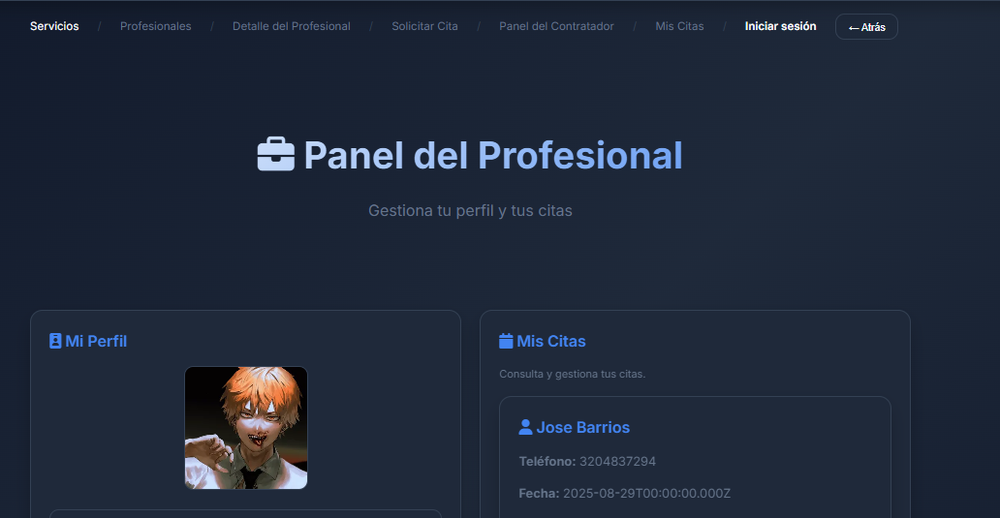 Servicios / Profesionales / Detalle del Profesional / Solicitar Cita / Panel del Contratador / Mis Citas / Iniciar sesión ←Atrás
Panel del Profesional
Gestiona tu perfil y tus citas
Mi Perfil
Mis Citas
Consulta y gestiona tus citas.
Jose Barrios
Teléfono: 3204837294
Fecha: 2025-08-29T00:00:00.000Z